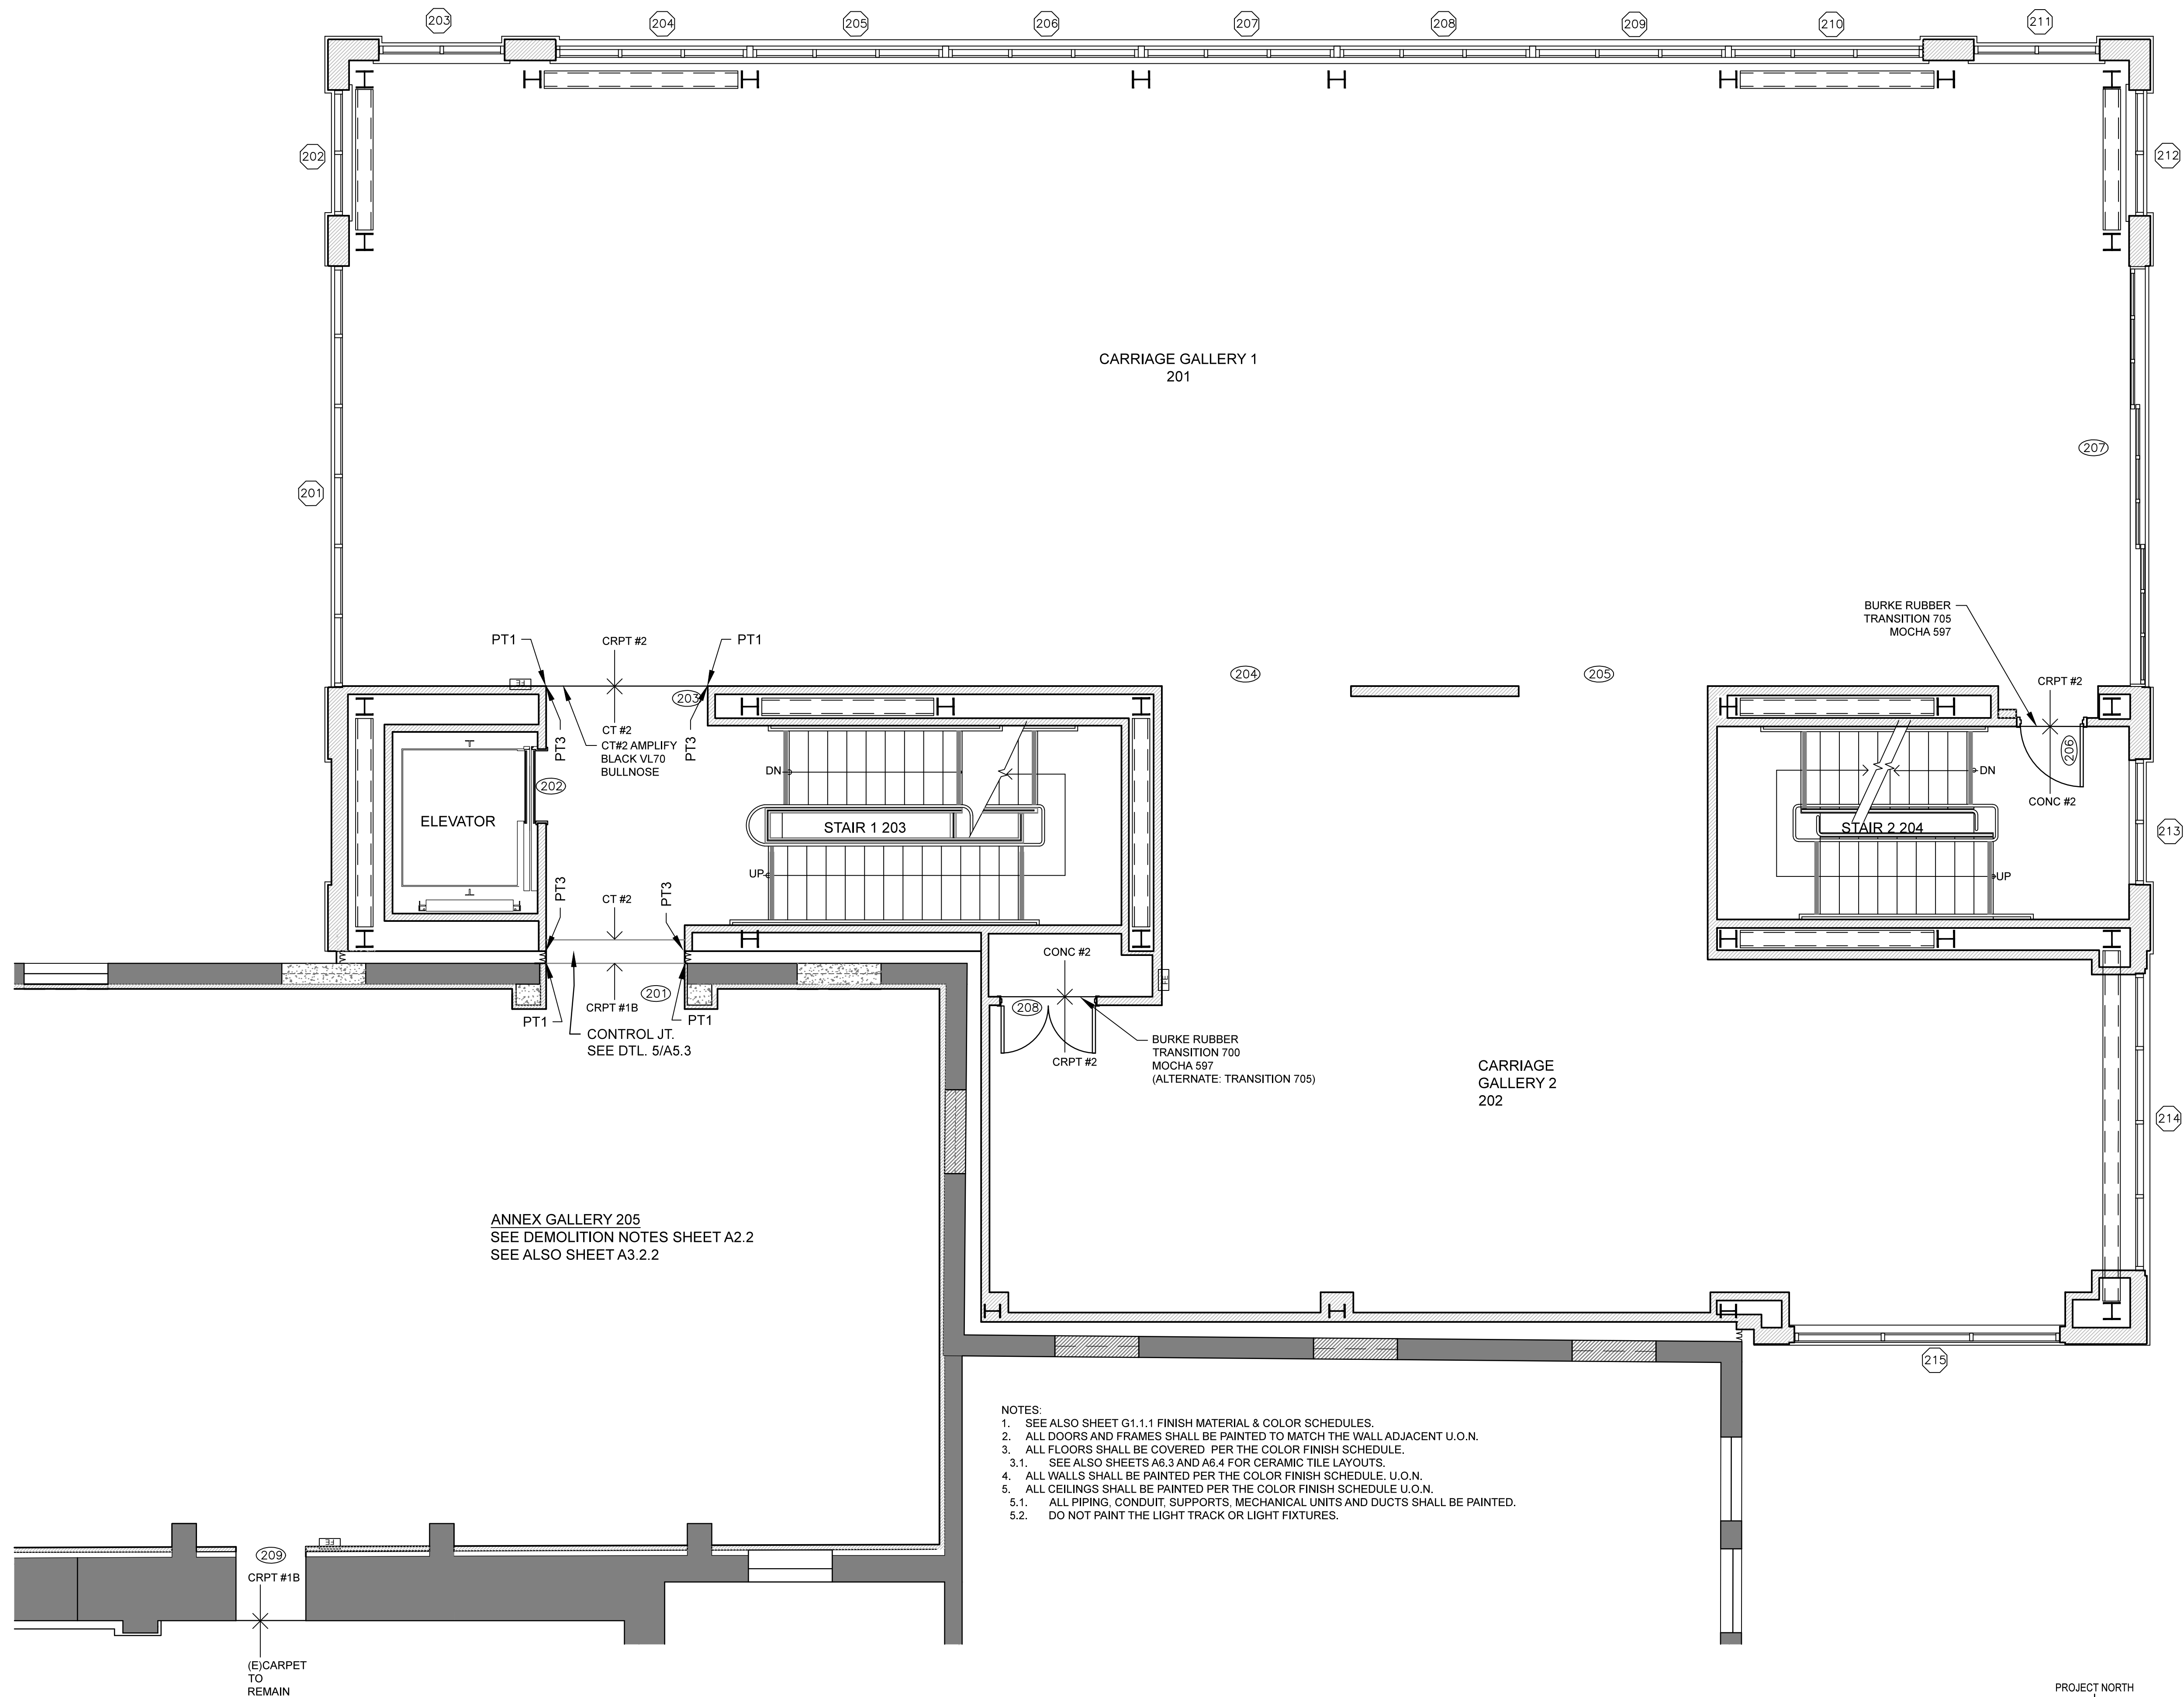 203
204
205
206
207
208
209
210
211
202
212
CARRIAGE GALLERY 1
201
207
201
BURKE RUBBER
TRANSITION 705
MOCHA 597
PT1
CRPT #2
PT1
204
205
CRPT #2
FE
203
CT #2
CT#2 AMPLIFY
BLACK VL70
BULLNOSE
PT3
PT3
206
DN
DN
202
CONC #2
ELEVATOR
STAIR 1 203
STAIR 2 204
213
UP
UP
PT3
PT3
CT #2
CONC #2
FE
201
CRPT #1B
208
PT1
PT1
CONTROL JT.
SEE DTL. 5/A5.3
BURKE RUBBER
TRANSITION 700
MOCHA 597
(ALTERNATE: TRANSITION 705)
CRPT #2
CARRIAGE
GALLERY 2
202
214
ANNEX GALLERY 205
SEE DEMOLITION NOTES SHEET A2.2
SEE ALSO SHEET A3.2.2
215
NOTES:
1. SEE ALSO SHEET G1.1.1 FINISH MATERIAL & COLOR SCHEDULES.
2. ALL DOORS AND FRAMES SHALL BE PAINTED TO MATCH THE WALL ADJACENT U.O.N.
3. ALL FLOORS SHALL BE COVERED PER THE COLOR FINISH SCHEDULE.
3.1. SEE ALSO SHEETS A6.3 AND A6.4 FOR CERAMIC TILE LAYOUTS.
4. ALL WALLS SHALL BE PAINTED PER THE COLOR FINISH SCHEDULE. U.O.N.
5. ALL CEILINGS SHALL BE PAINTED PER THE COLOR FINISH SCHEDULE U.O.N.
5.1. ALL PIPING, CONDUIT, SUPPORTS, MECHANICAL UNITS AND DUCTS SHALL BE PAINTED.
5.2. DO NOT PAINT THE LIGHT TRACK OR LIGHT FIXTURES.
FE
209
CRPT #1B
(E)CARPET
TO
REMAIN
PROJECT NORTH